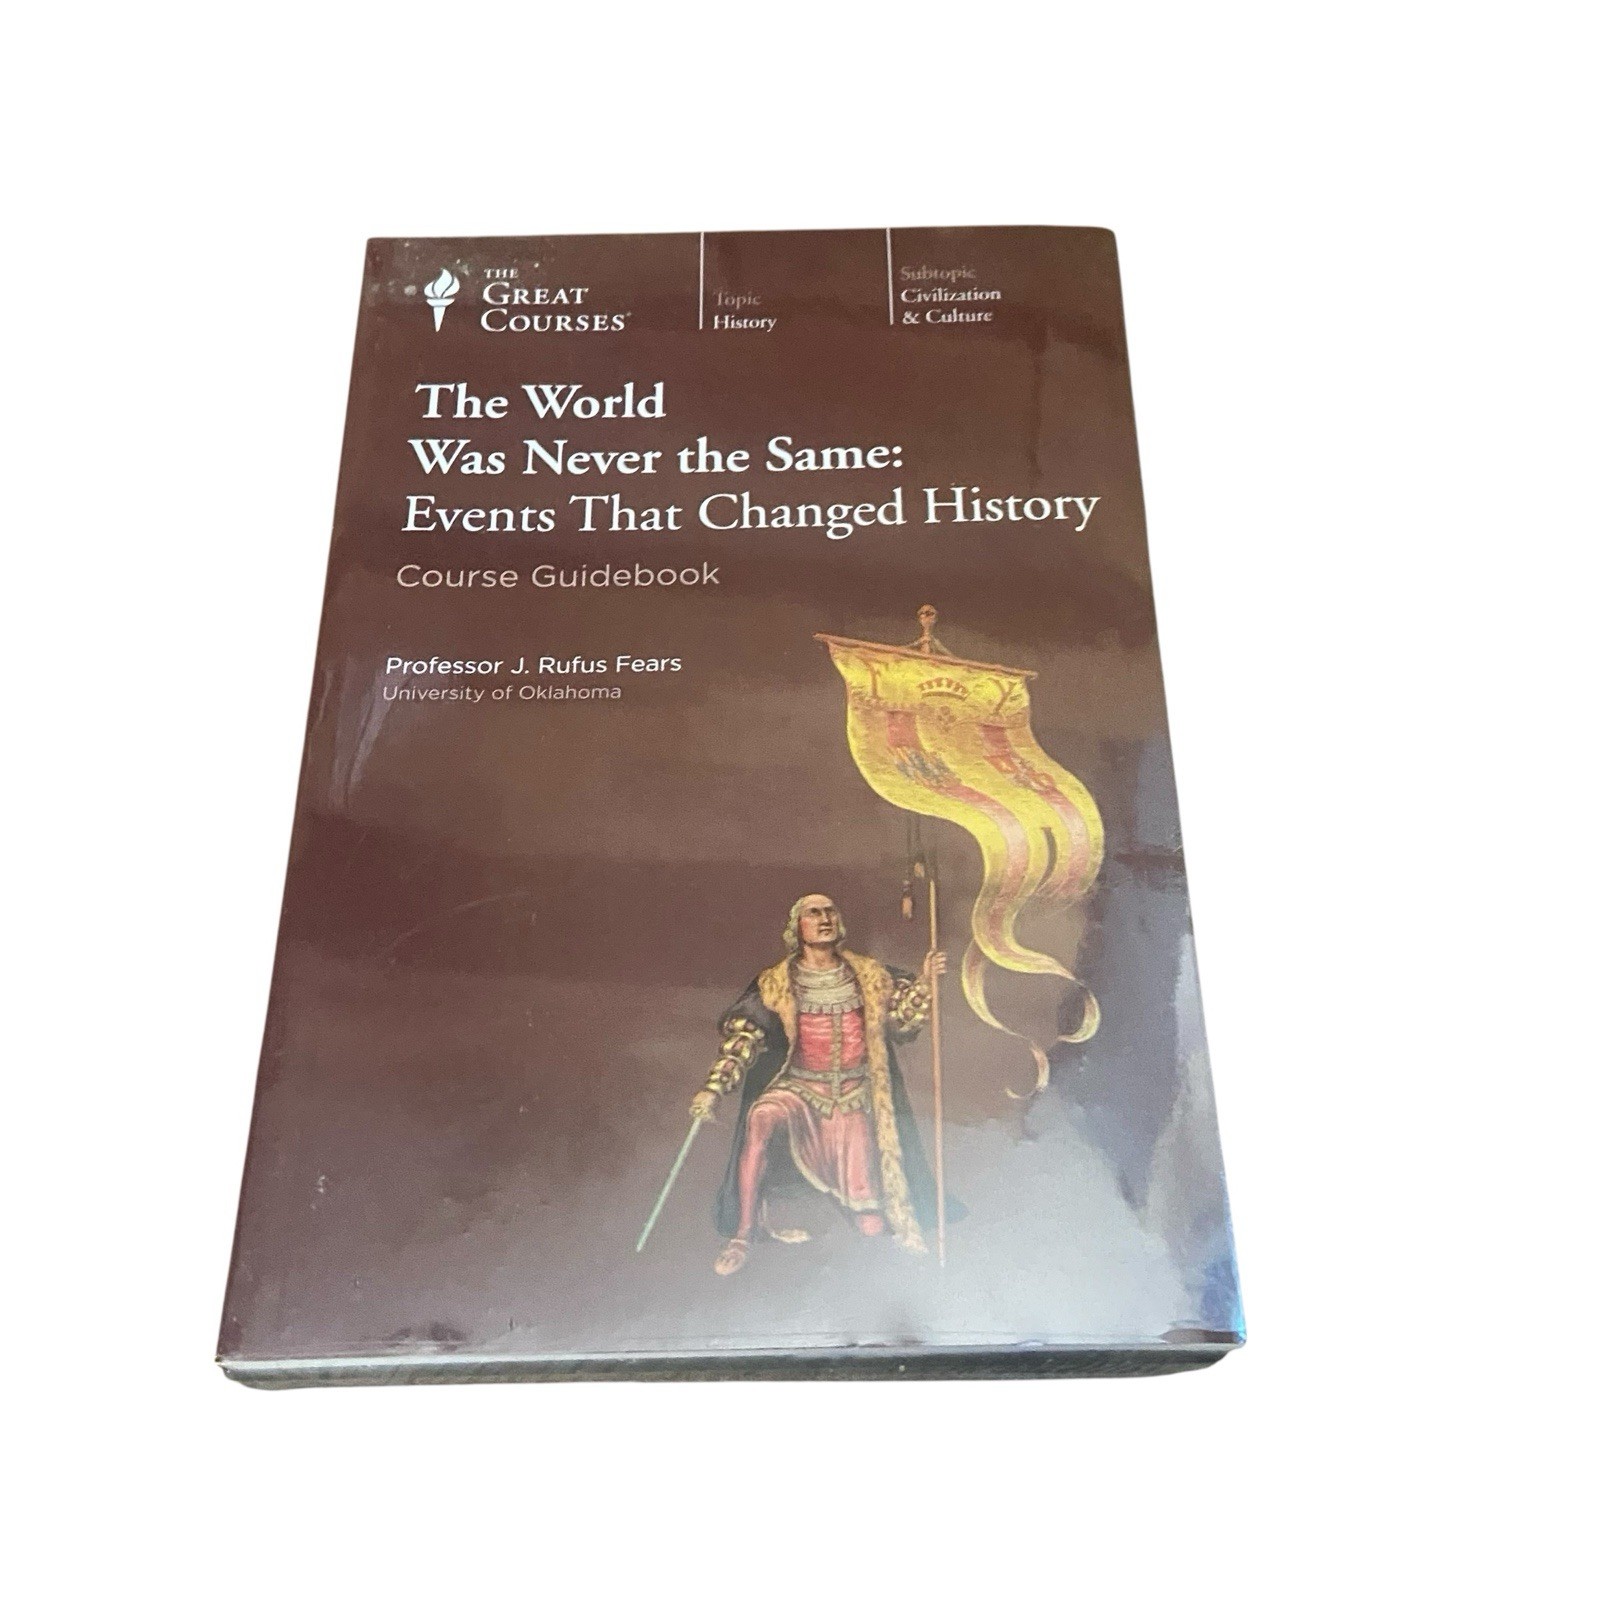 THE
GREAT
COURSES®
Topic
History
Subtopic
Civilization
& Culture
The World
Was Never the Same:
Events That Changed History
Course Guidebook
Professor J. Rufus Fears
University of Oklahoma
F Y